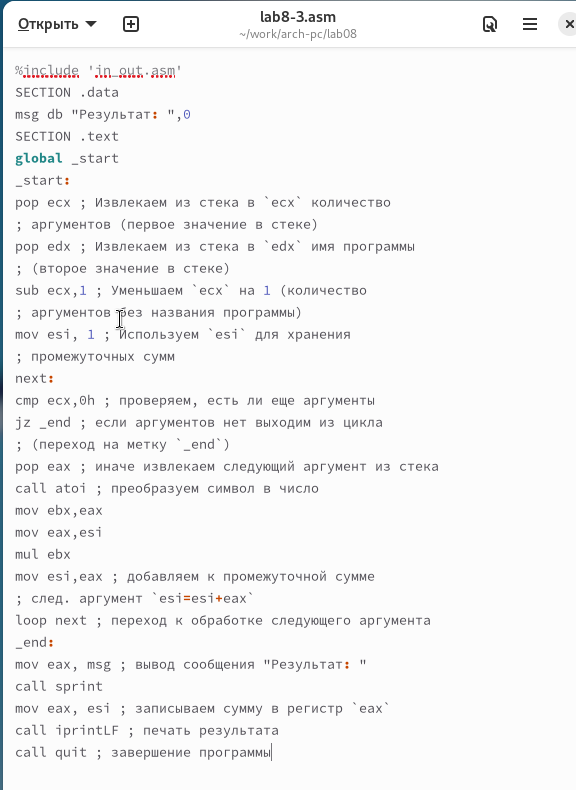 Открыть
lab8-3.asm
~/work/arch-pc/lab08
%include 'in_out.asm'
SECTION .data
msg db "Результат: ",0
SECTION .text
global _start
_start:
pop ecx ; Извлекаем из стека в `ecx` количество
; аргументов (первое значение в стеке)
pop edx ; Извлекаем из стека в `edx` имя программы
; (второе значение в стеке)
sub ecx,1 ; Уменьшаем `ecx` на 1 (количество
; аргументов без названия программы)
mov esi, 1 ; Используем `esi` для хранения
; промежуточных сумм
next:
cmp ecx,0h ; проверяем, есть ли еще аргументы
jz _end ; если аргументов нет выходим из цикла
; (переход на метку `_end`)
pop eax ; иначе извлекаем следующий аргумент из стека
call atoi ; преобразуем символ в число
mov ebx,eax
mov eax,esi
mul ebx
mov esi,eax ; добавляем к промежуточной сумме
; след. аргумент `esi=esi+eax`
loop next ; переход к обработке следующего аргумента
_end:
mov eax, msg ; вывод сообщения "Результат: "
call sprint
mov eax, esi ; записываем сумму в регистр `eax`
call iprintLF ; печать результата
call quit ; завершение программы